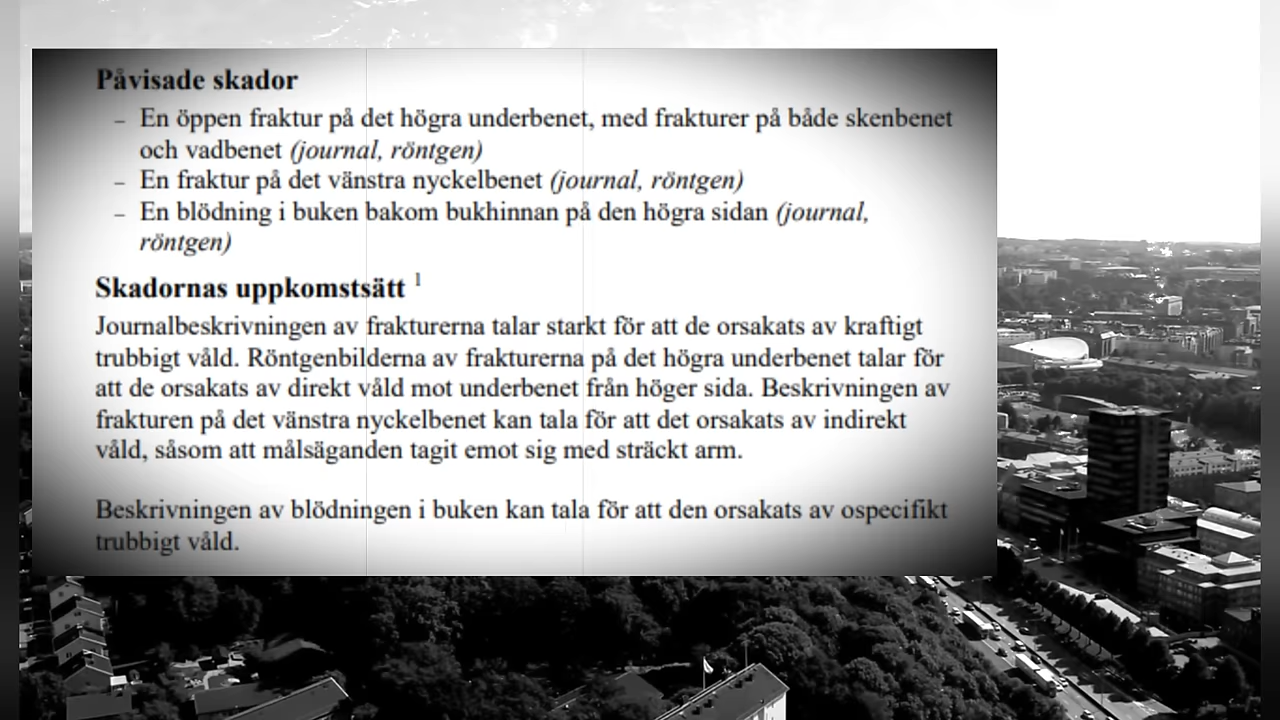 Påvisade skador
– En öppen fraktur på det högra underbenet, med frakturer på både skenbenet
och vadbenet (journal, röntgen)
– En fraktur på det vänstra nyckelbenet (journal, röntgen)
– En blödning i buken bakom bukhinnan på den högra sidan (journal,
röntgen)
Skadornas uppkomstsätt 1
Journalbeskrivningen av frakturerna talar starkt för att de orsakats av kraftigt
trubbigt våld. Röntgenbilderna av frakturerna på det högra underbenet talar för
att de orsakats av direkt våld mot underbenet från höger sida. Beskrivningen av
frakturen på det vänstra nyckelbenet kan tala för att det orsakats av indirekt
våld, såsom att målsäganden tagit emot sig med sträckt arm.
Beskrivningen av blödningen i buken kan tala för att den orsakats av ospecifikt
trubbigt våld.